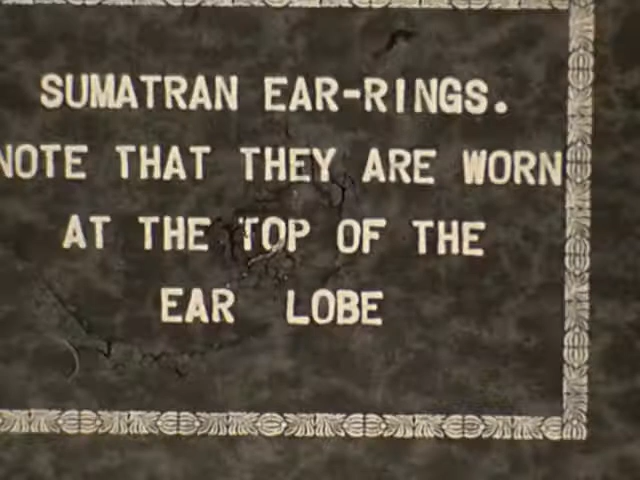 SUMATRAN EAR-RINGS.
NOTE THAT THEY ARE WORN
AT THE TOP OF THE
EAR LOBE